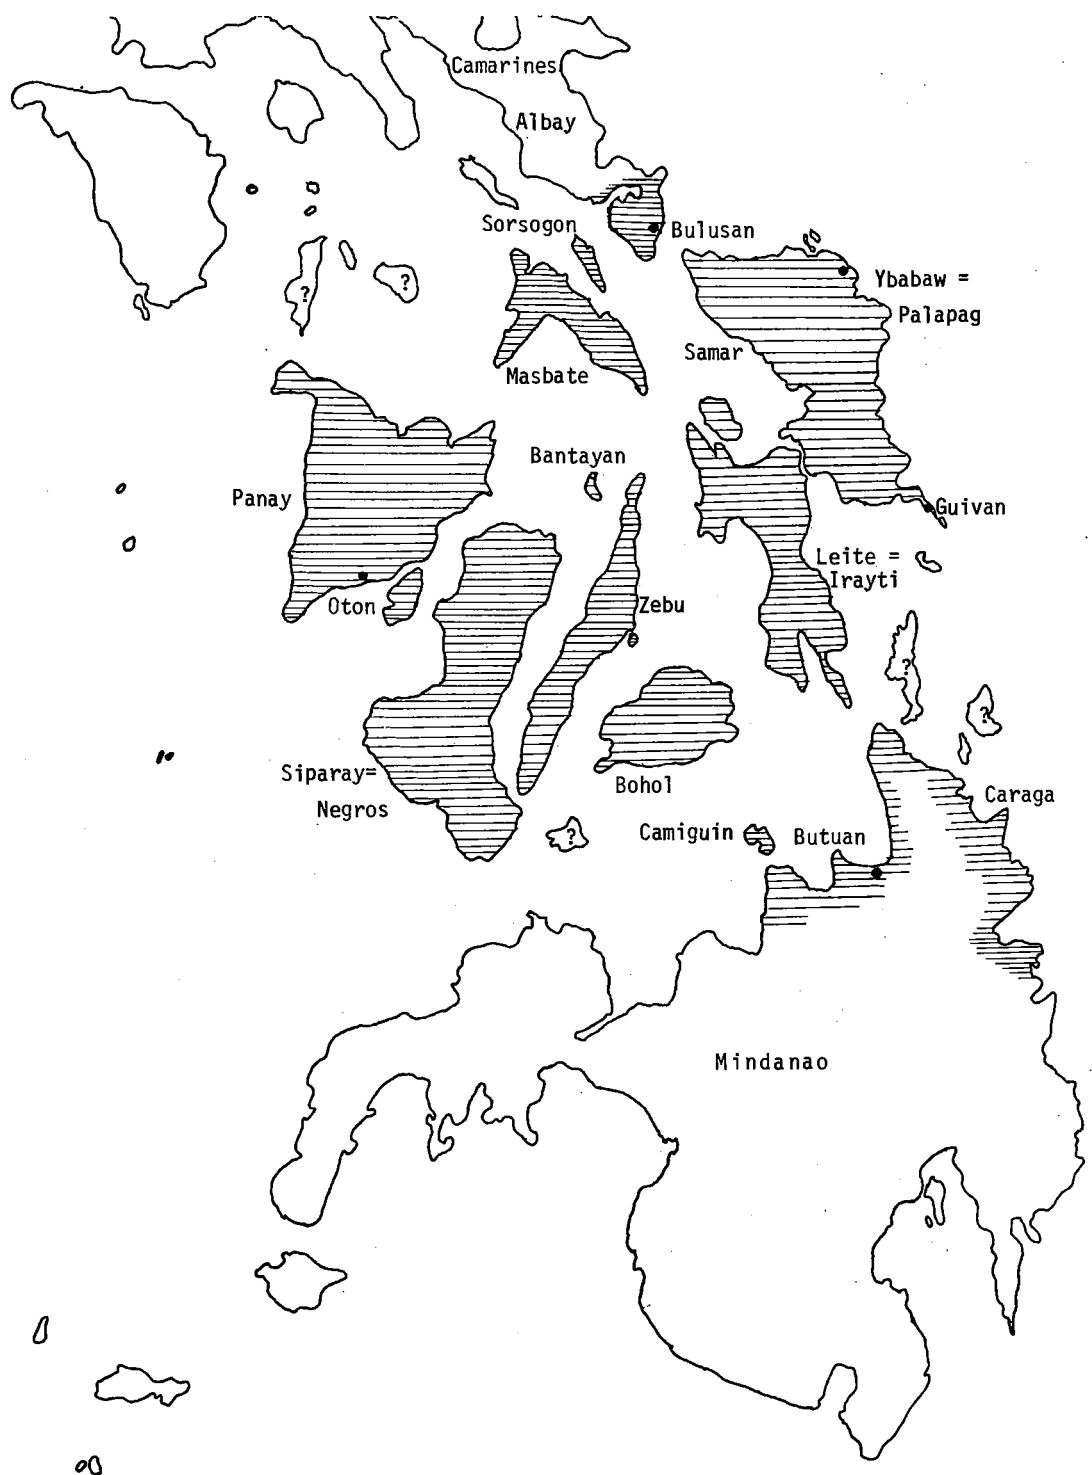 Camarines
Albay
Sorsogon
Bulusan
Ybabaw =
Palapag
?
?
Samar
Masbate
Bantayan
Panay
Guivan
Leite =
Irayti
Oton
Zebu
?
?
Siparay=
Negros
Bohol
Caraga
?
Camiguin
Butuan
Mindanao